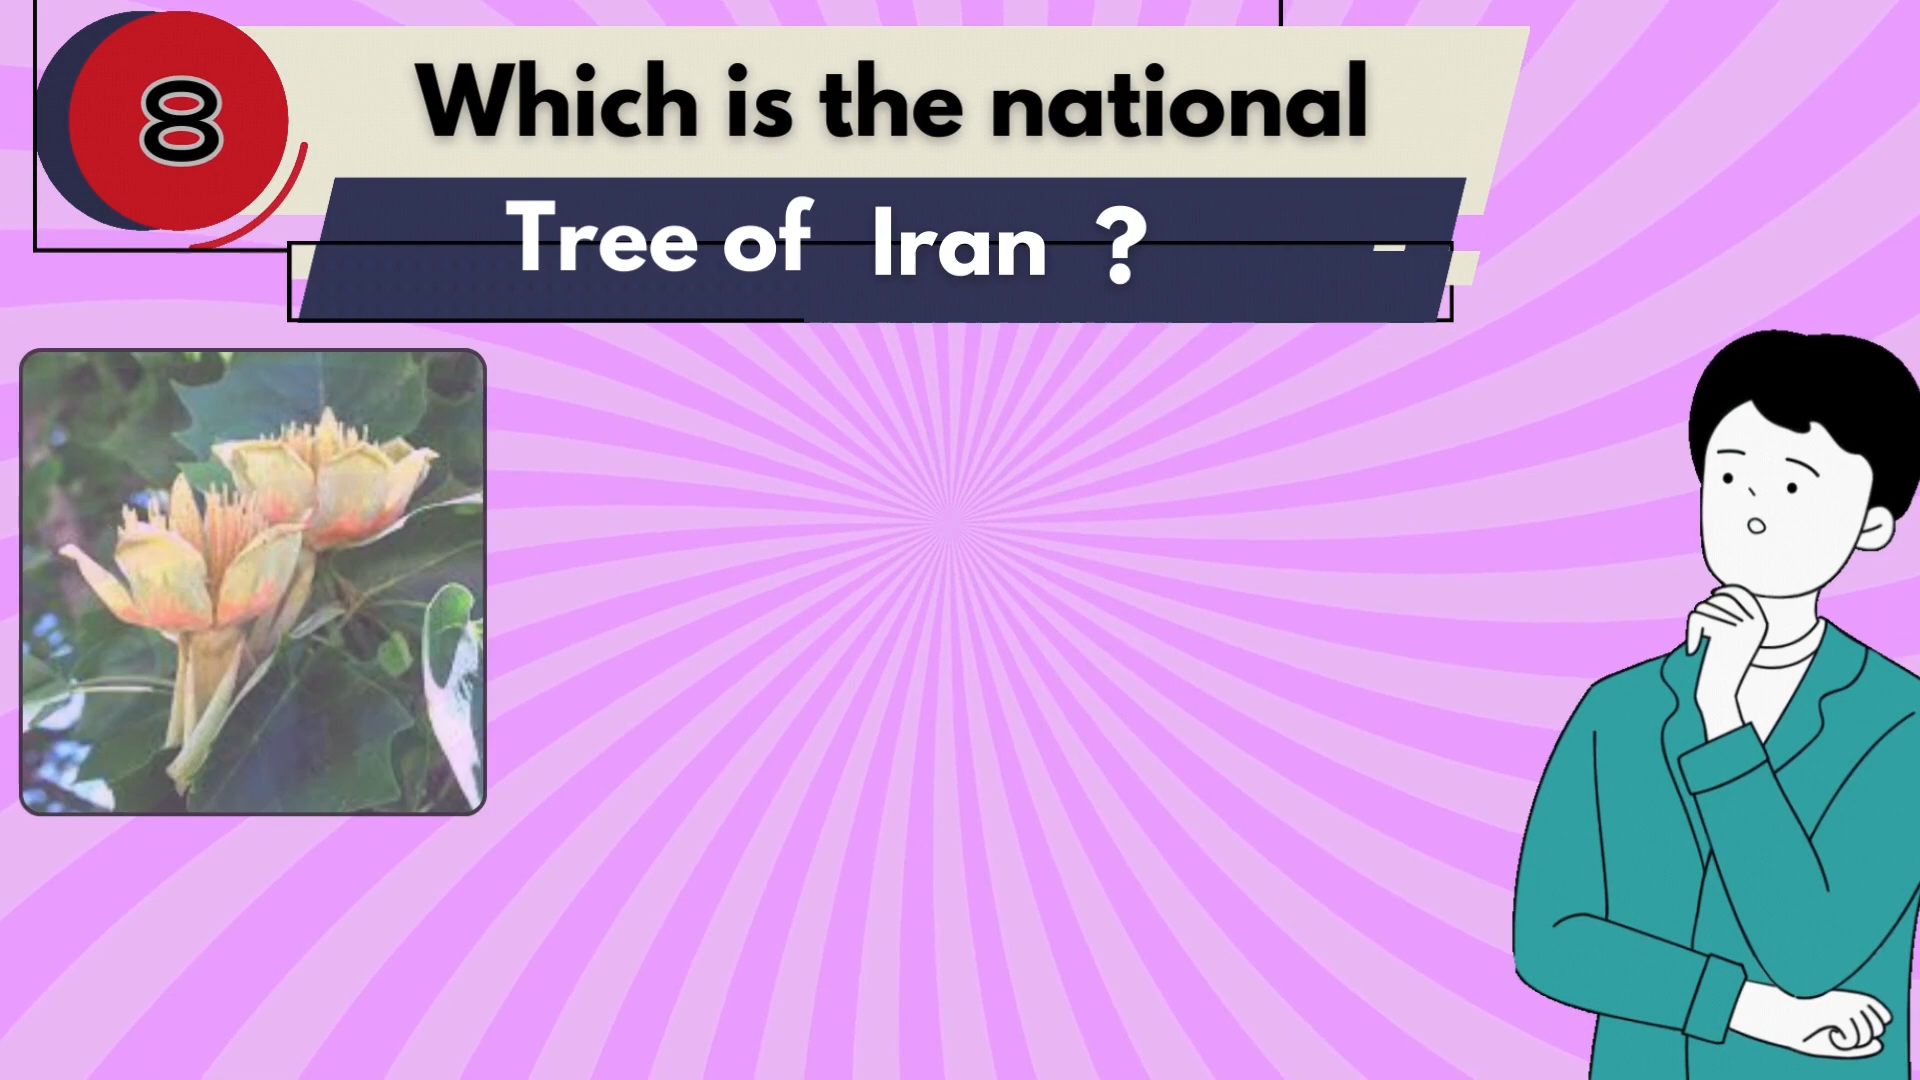 8
Which is the national
Tree of Iran ?